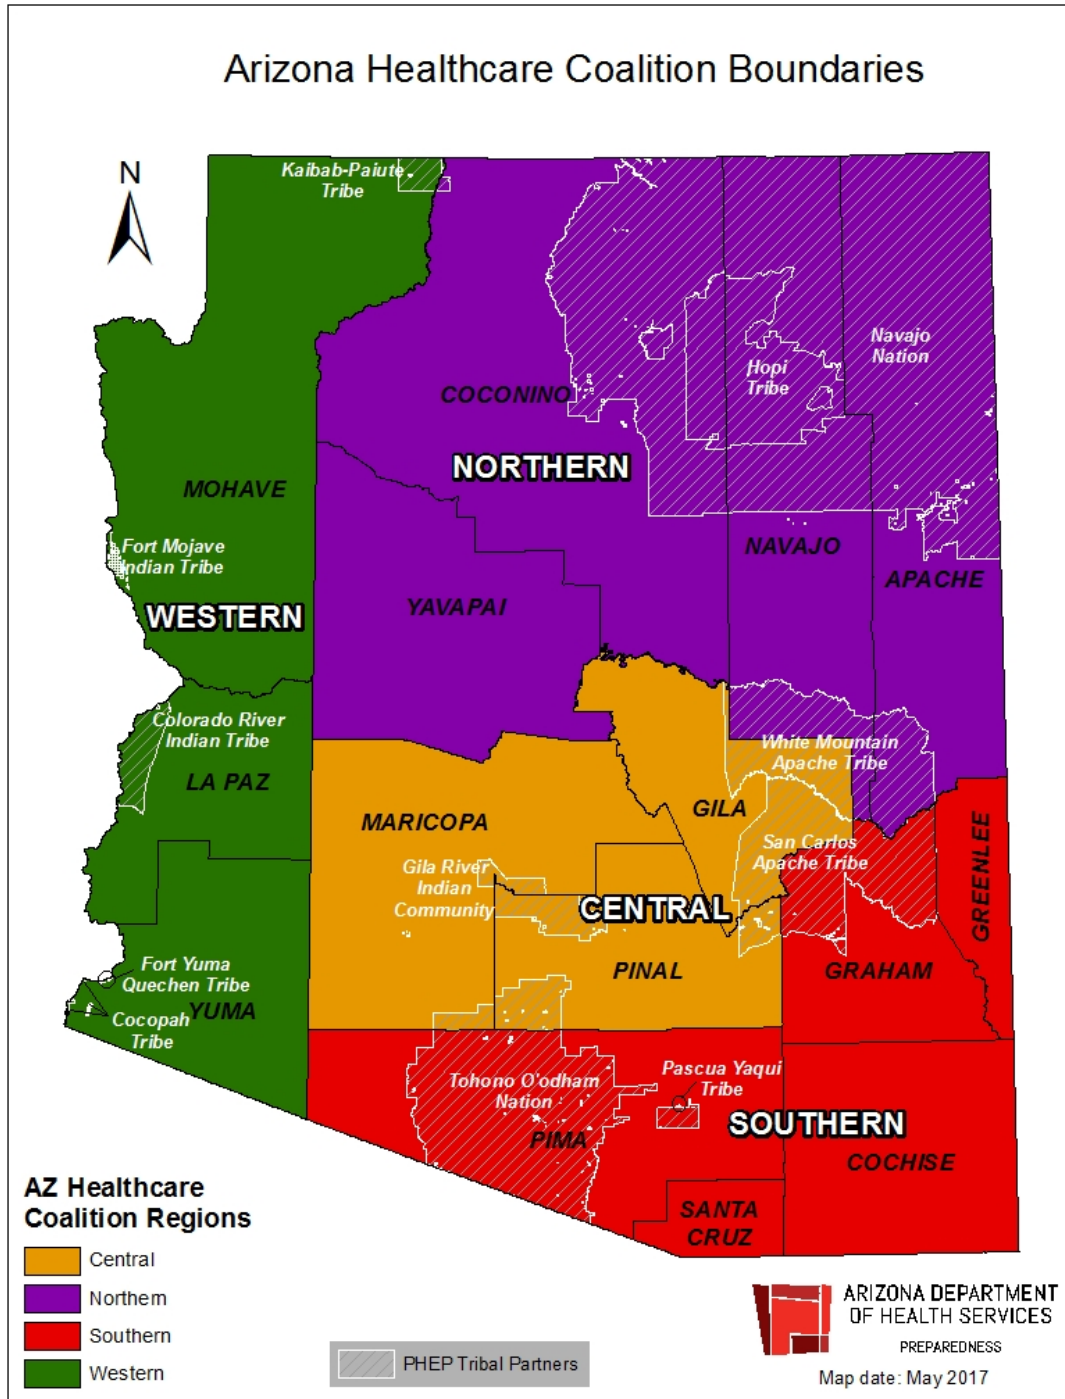 Arizona Healthcare Coalition Boundaries
N
Kaibab-Paiute
Tribe
Navajo
Nation
Hopi
Tribe
COCONINO
NORTHERN
MOHAVE
Fort Mojave
Indian Tribe
NAVAJO
APACHE
YAVAPAI
WESTERN
Colorado River
Indian Tribe
LA PAZ
White Mountain
Apache Tribe
MARICOPA
GILA
San Carlos
Apache Tribe
GREENLEE
Gila River
Indian
Community
CENTRAL
PINAL
GRAHAM
Fort Yuma
Quechen Tribe
YUMA
Cocopah
Tribe
Tohono O'odham
Nation
Pascua Yaqui
Tribe
SOUTHERN
PIMA
COCHISE
SANTA
CRUZ
AZ Healthcare
Coalition Regions
Central
Northern
Southern
Western
PHEP Tribal Partners
ARIZONA DEPARTMENT
OF HEALTH SERVICES
PREPAREDNESS
Map date: May 2017